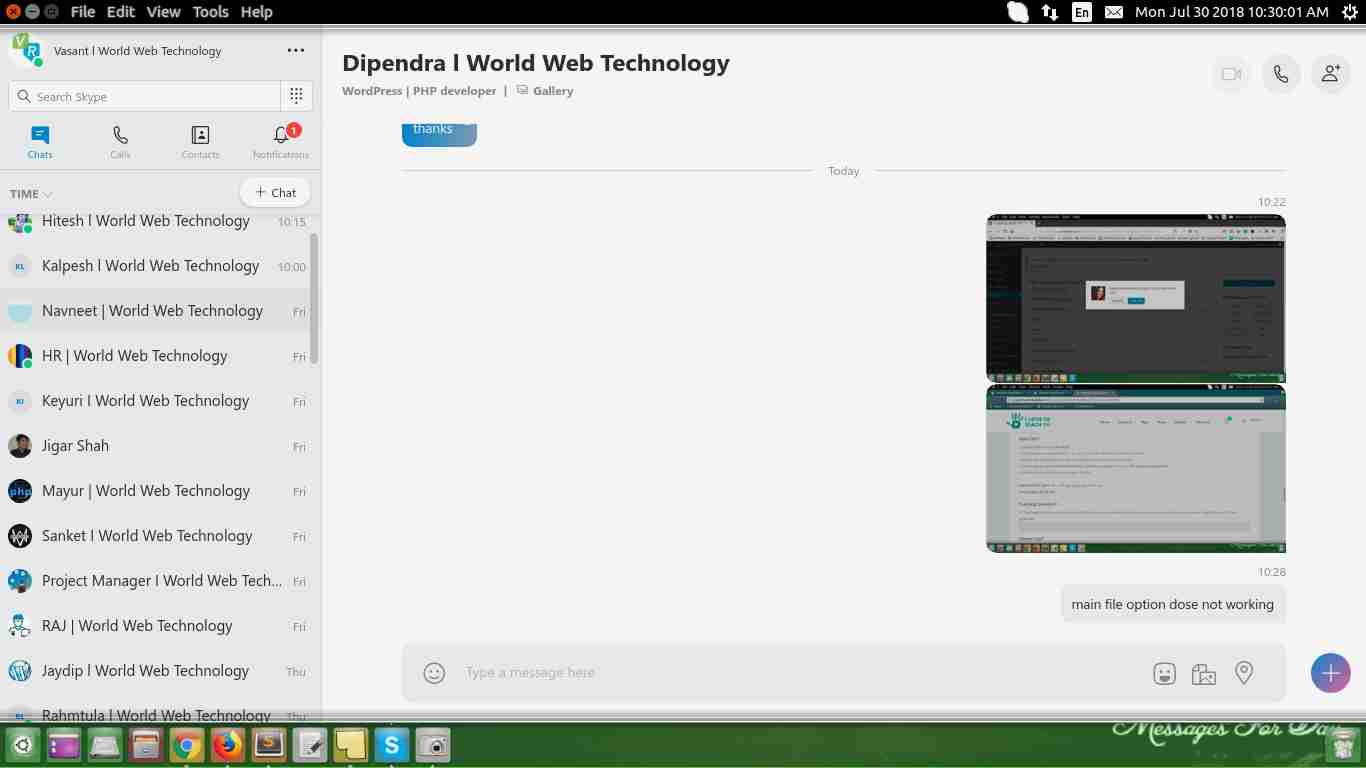 File Edit View Tools Help
En
Mon Jul 30 2018 10:30:01 AM
Vasant l World Web Technology
Search Skype
Chats
Calls
Contacts
1
Notifications
TIME
+ Chat
Hitesh l World Web Technology 10:15
KL Kalpesh l World Web Technology 10:00
Navneet | World Web Technology Fri
HR | World Web Technology Fri
KI Keyuri I World Web Technology Fri
Jigar Shah Fri
php Mayur | World Web Technology Fri
Sanket I World Web Technology Fri
Project Manager I World Web Tech... Fri
RAJ | World Web Technology Fri
Jaydip l World Web Technology Thu
RL Rahmtula l World Web Technology Thu
Dipendra l World Web Technology
WordPress | PHP developer | Gallery
thanks
Today
10:22
I LOVE TO
TEACH TO
10:28
main file option dose not working
Type a message here
Messages For Day